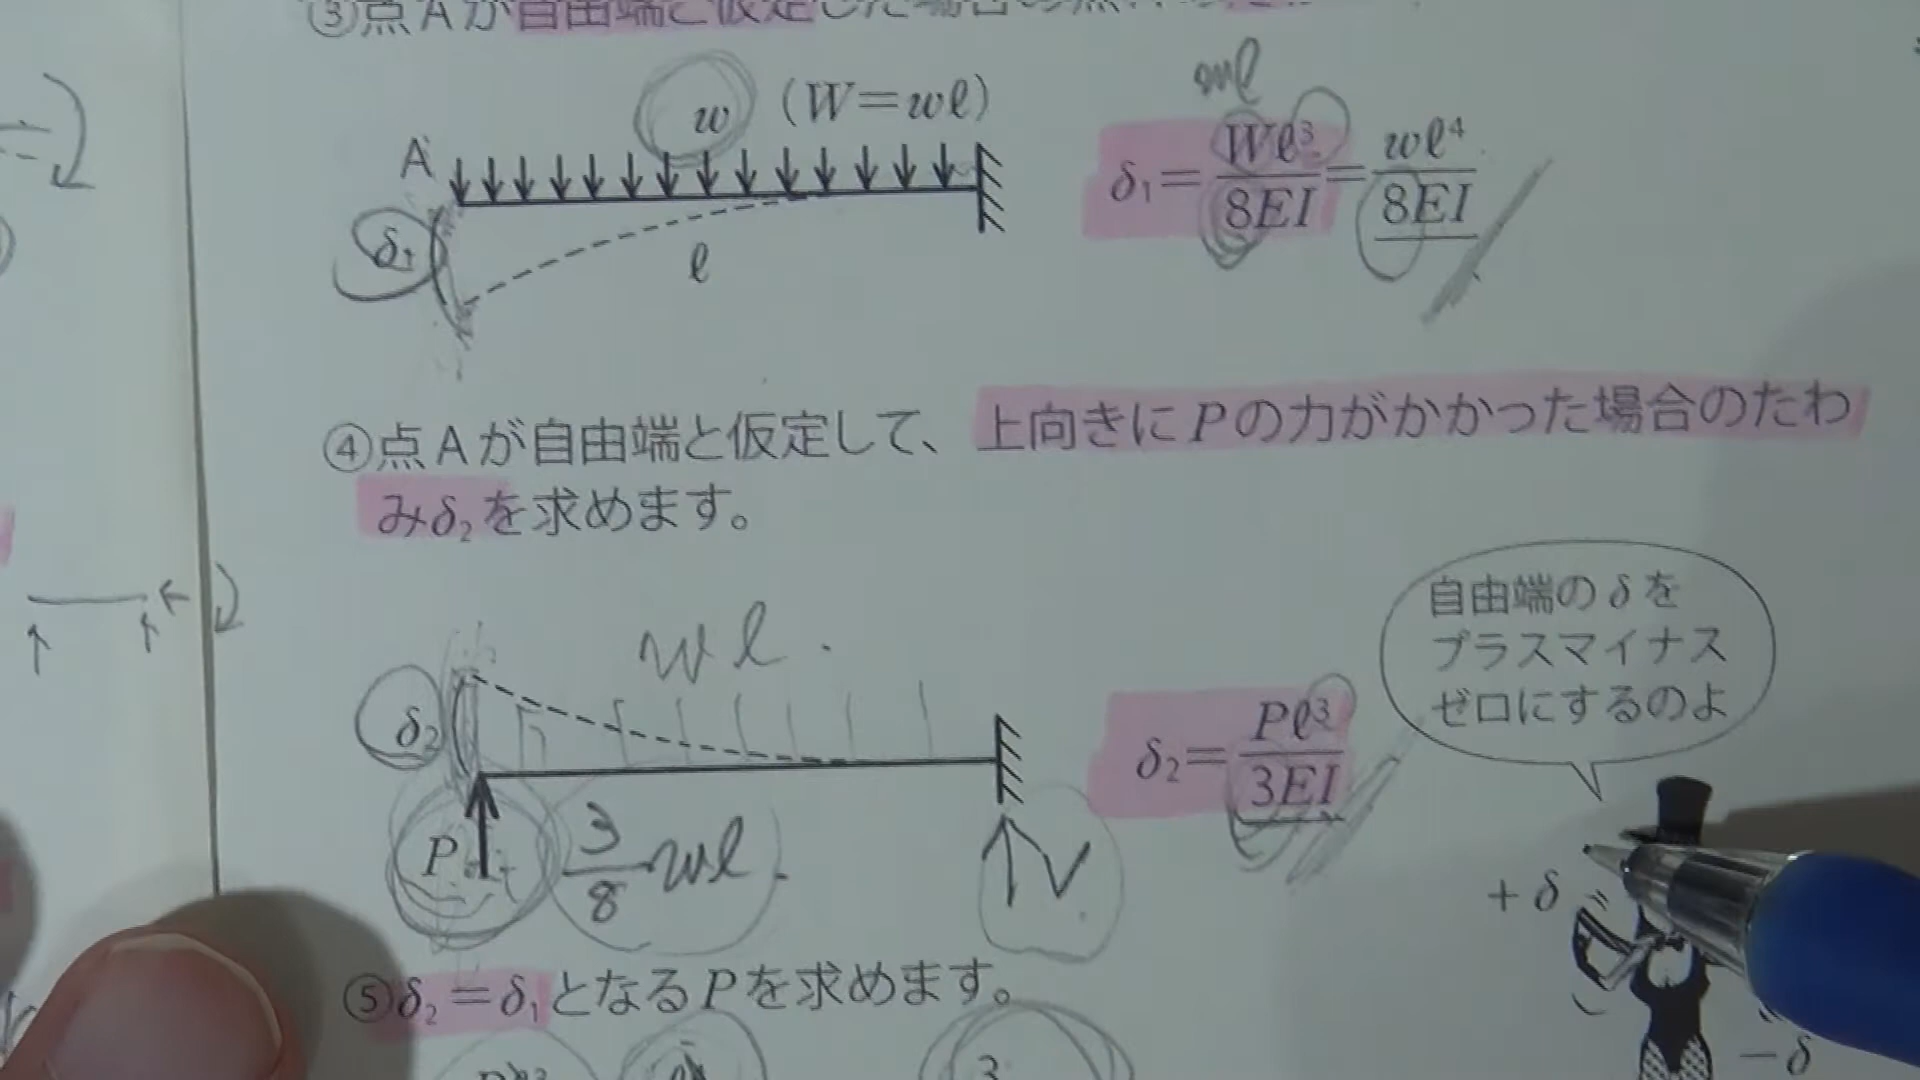 ③点Aが自由端と仮定した場合の点
wl
w (W=wℓ)
A
δ₁=Wℓ³/8EI=wℓ⁴/8EI
δ₁
ℓ
④点Aが自由端と仮定して、上向きにPの力がかかった場合のたわ
みδ₂を求めます。
自由端のδを
プラスマイナス
ゼロにするのよ
wl.
δ₂
δ₂=Pℓ³/3EI
P
3/8 wl.
V
+δ
⑤δ₂=δ₁となるPを求めます。
3
−δ